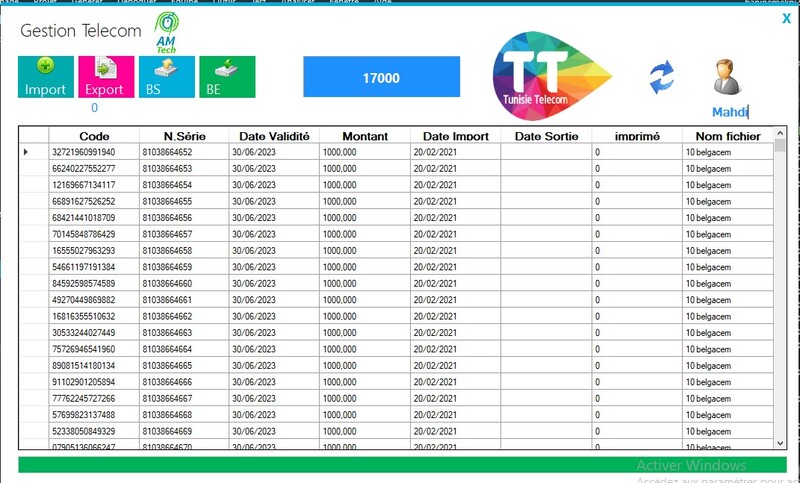 Gestion Telecom
AM
Tech
X
Import
Export
BS
BE
0
17000
TT
Tunisie Telecom
Mahdi
Code N.Série Date Validité Montant Date Import Date Sortie imprimé Nom fichier
32721960991940 81038664652 30/06/2023 1000,000 20/02/2021 0 10 belgacem
66240227552277 81038664653 30/06/2023 1000,000 20/02/2021 0 10 belgacem
12169667134117 81038664654 30/06/2023 1000,000 20/02/2021 0 10 belgacem
66891627526252 81038664655 30/06/2023 1000,000 20/02/2021 0 10 belgacem
68421441018709 81038664656 30/06/2023 1000,000 20/02/2021 0 10 belgacem
70145848786429 81038664657 30/06/2023 1000,000 20/02/2021 0 10 belgacem
16555027963293 81038664658 30/06/2023 1000,000 20/02/2021 0 10 belgacem
54661197191384 81038664659 30/06/2023 1000,000 20/02/2021 0 10 belgacem
84592598574589 81038664660 30/06/2023 1000,000 20/02/2021 0 10 belgacem
49270449869882 81038664661 30/06/2023 1000,000 20/02/2021 0 10 belgacem
16816355510632 81038664662 30/06/2023 1000,000 20/02/2021 0 10 belgacem
30533244027449 81038664663 30/06/2023 1000,000 20/02/2021 0 10 belgacem
75726946541960 81038664664 30/06/2023 1000,000 20/02/2021 0 10 belgacem
89081514180134 81038664665 30/06/2023 1000,000 20/02/2021 0 10 belgacem
91102901205894 81038664666 30/06/2023 1000,000 20/02/2021 0 10 belgacem
77762245727266 81038664667 30/06/2023 1000,000 20/02/2021 0 10 belgacem
57699823137488 81038664668 30/06/2023 1000,000 20/02/2021 0 10 belgacem
52338050849329 81038664669 30/06/2023 1000,000 20/02/2021 0 10 belgacem
07905136066247 81038664670 30/06/2023 1000,000 20/02/2021 0 10 belgacem
Activer Windows
Accédez aux paramètres pour